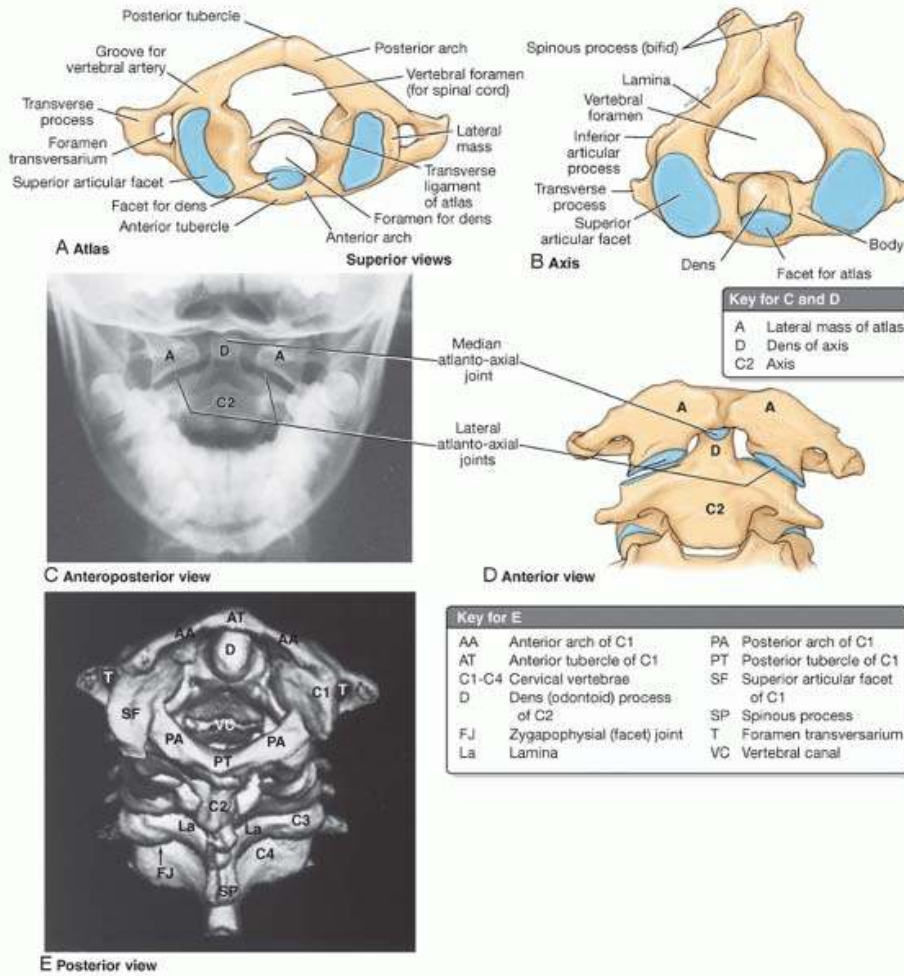 Posterior tubercle
Groove for
vertebral artery
Posterior arch
Vertebral foramen
(for spinal cord)
Transverse
process
Foramen
transversarium
Lateral
mass
Superior articular facet
Transverse
ligament
of atlas
Facet for dens
Foramen for dens
Anterior tubercle
Anterior arch
A Atlas
Superior views
Spinous process (bifid)
Lamina
Vertebral
foramen
Inferior
articular
process
Transverse
process
Superior
articular facet
Body
Dens
Facet for atlas
B Axis
Key for C and D
A Lateral mass of atlas
D Dens of axis
C2 Axis
A
D
A
C2
Median
atlanto-axial
joint
Lateral
atlanto-axial
joints
A
A
D
C2
C Anteroposterior view
D Anterior view
AT
AA
AA
D
T
C1
T
SF
VC
PA
PA
PT
C2
La
La
C3
C4
FJ
SP
E Posterior view
Key for E
AA Anterior arch of C1
AT Anterior tubercle of C1
C1-C4 Cervical vertebrae
D Dens (odontoid) process
of C2
FJ Zygapophysial (facet) joint
La Lamina
PA Posterior arch of C1
PT Posterior tubercle of C1
SF Superior articular facet
of C1
SP Spinous process
T Foramen transversarium
VC Vertebral canal